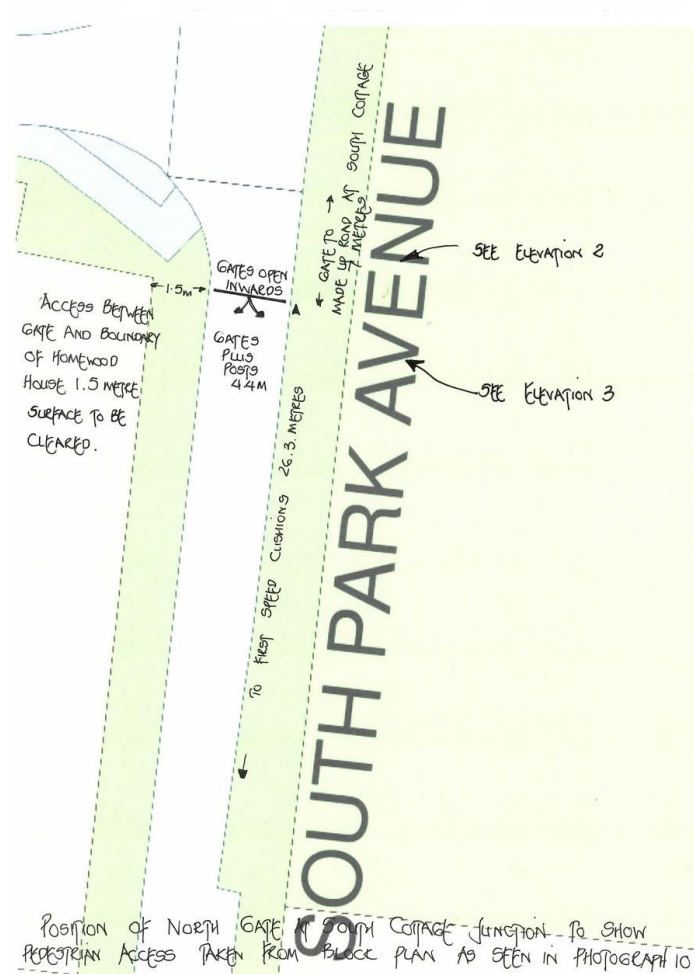 GATE TO
MADE UP ROAD AT SOUTH COTTAGE
7 METRES
SEE ELEVATION 2
GATES OPEN
INWARDS
1.5M
ACCESS BETWEEN
GATE AND BOUNDARY
OF HOMEWOOD
HOUSE 1.5 METRE
SURFACE TO BE
CLEARED.
GATES
PLUS
POSTS
4.4M
SEE ELEVATION 3
TO FIRST SPEED CUSHIONS 26.3. METRES
SOUTH PARK AVENUE
POSITION OF NORTH GATE AT SOUTH COTTAGE JUNCTION TO SHOW
PEDESTRIAN ACCESS TAKEN FROM BLOCK PLAN AS SEEN IN PHOTOGRAPH 10